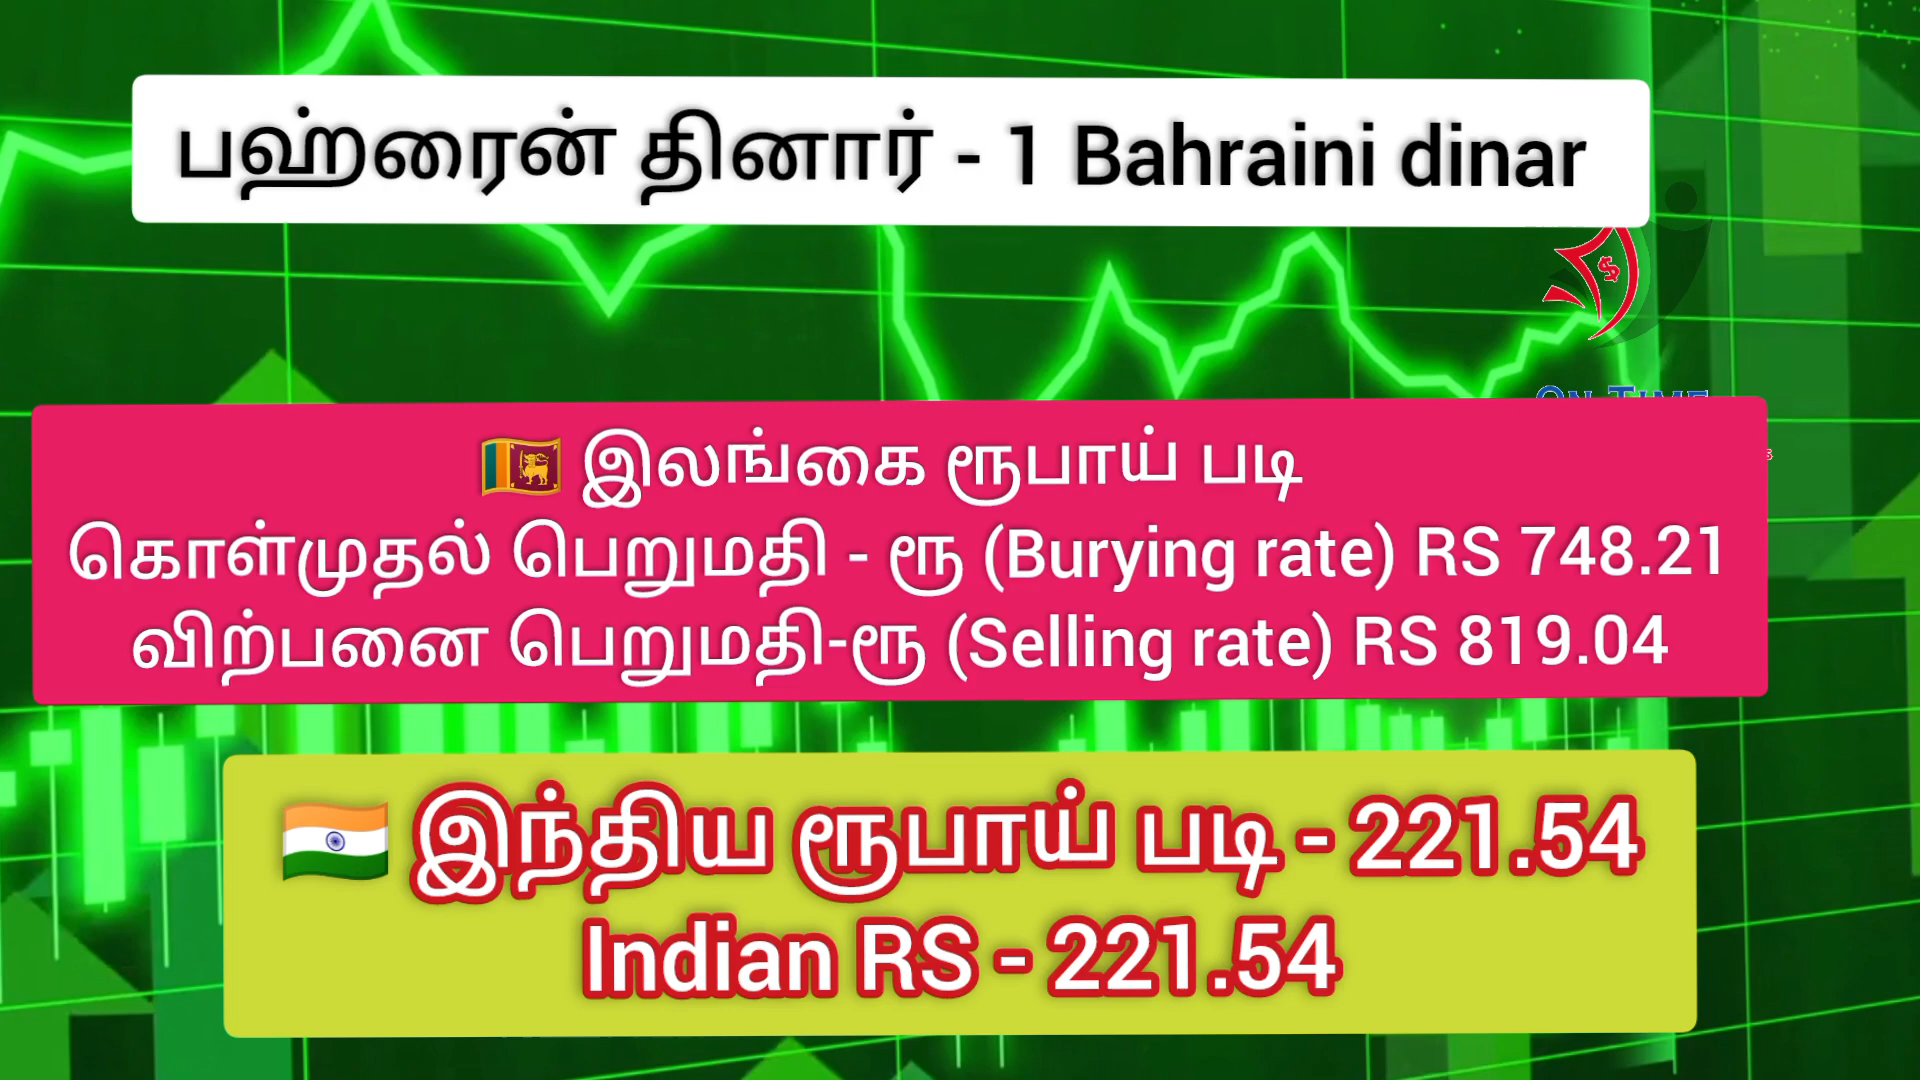 பஹ்ரைன் தினார் - 1 Bahraini dinar
🇱🇰 இலங்கை ரூபாய் படி
கொள்முதல் பெறுமதி - ரூ (Burying rate) RS 748.21
விற்பனை பெறுமதி-ரூ (Selling rate) RS 819.04
🇮🇳 இந்திய ரூபாய் படி - 221.54
Indian RS - 221.54